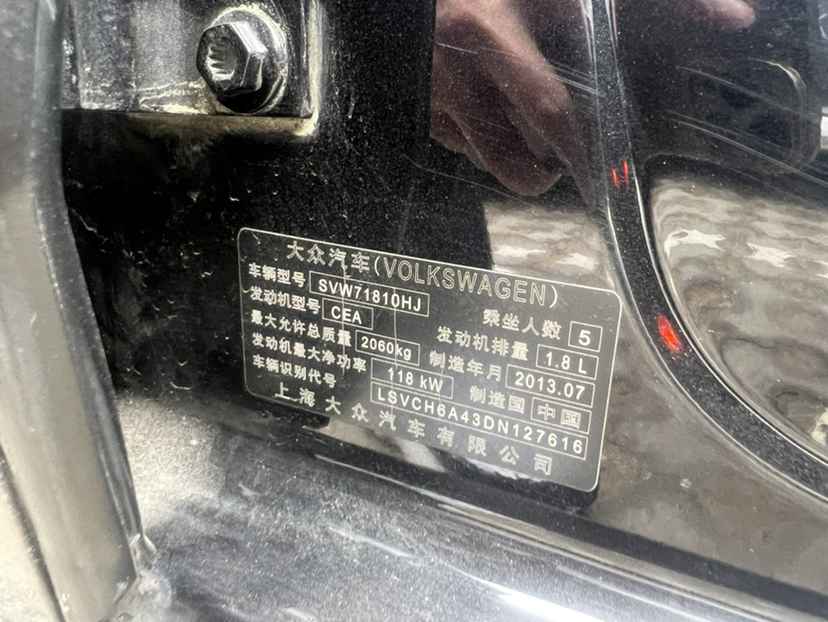 大众汽车(VOLKSWAGEN)
车辆型号 SVW71810HJ 乘坐人数 5
发动机型号 CEA 发动机排量 1.8 L
最大允许总质量 2060kg 制造年月 2013.07
发动机最大净功率 118 kW 制造国 中国
车辆识别代号 LSVCH6A43DN127616
上海大众汽车有限公司